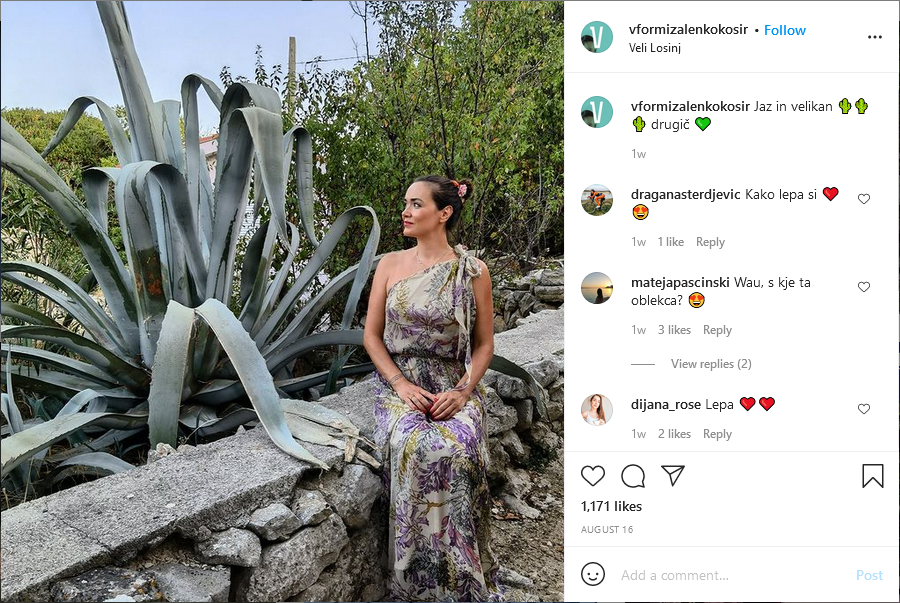 vformizalenkokosir • Follow
Veli Losinj
vformizalenkokosir Jaz in velikan 🌵🌵
🌵 drugič 💚
1w
draganasterdjevic Kako lepa si ❤️
😍
1w 1 like Reply
matejapascinski Wau, s kje ta
oblekca? 😍
1w 3 likes Reply
View replies (2)
dijana_rose Lepa ❤️❤️
1w 2 likes Reply
1,171 likes
AUGUST 16
Add a comment... Post